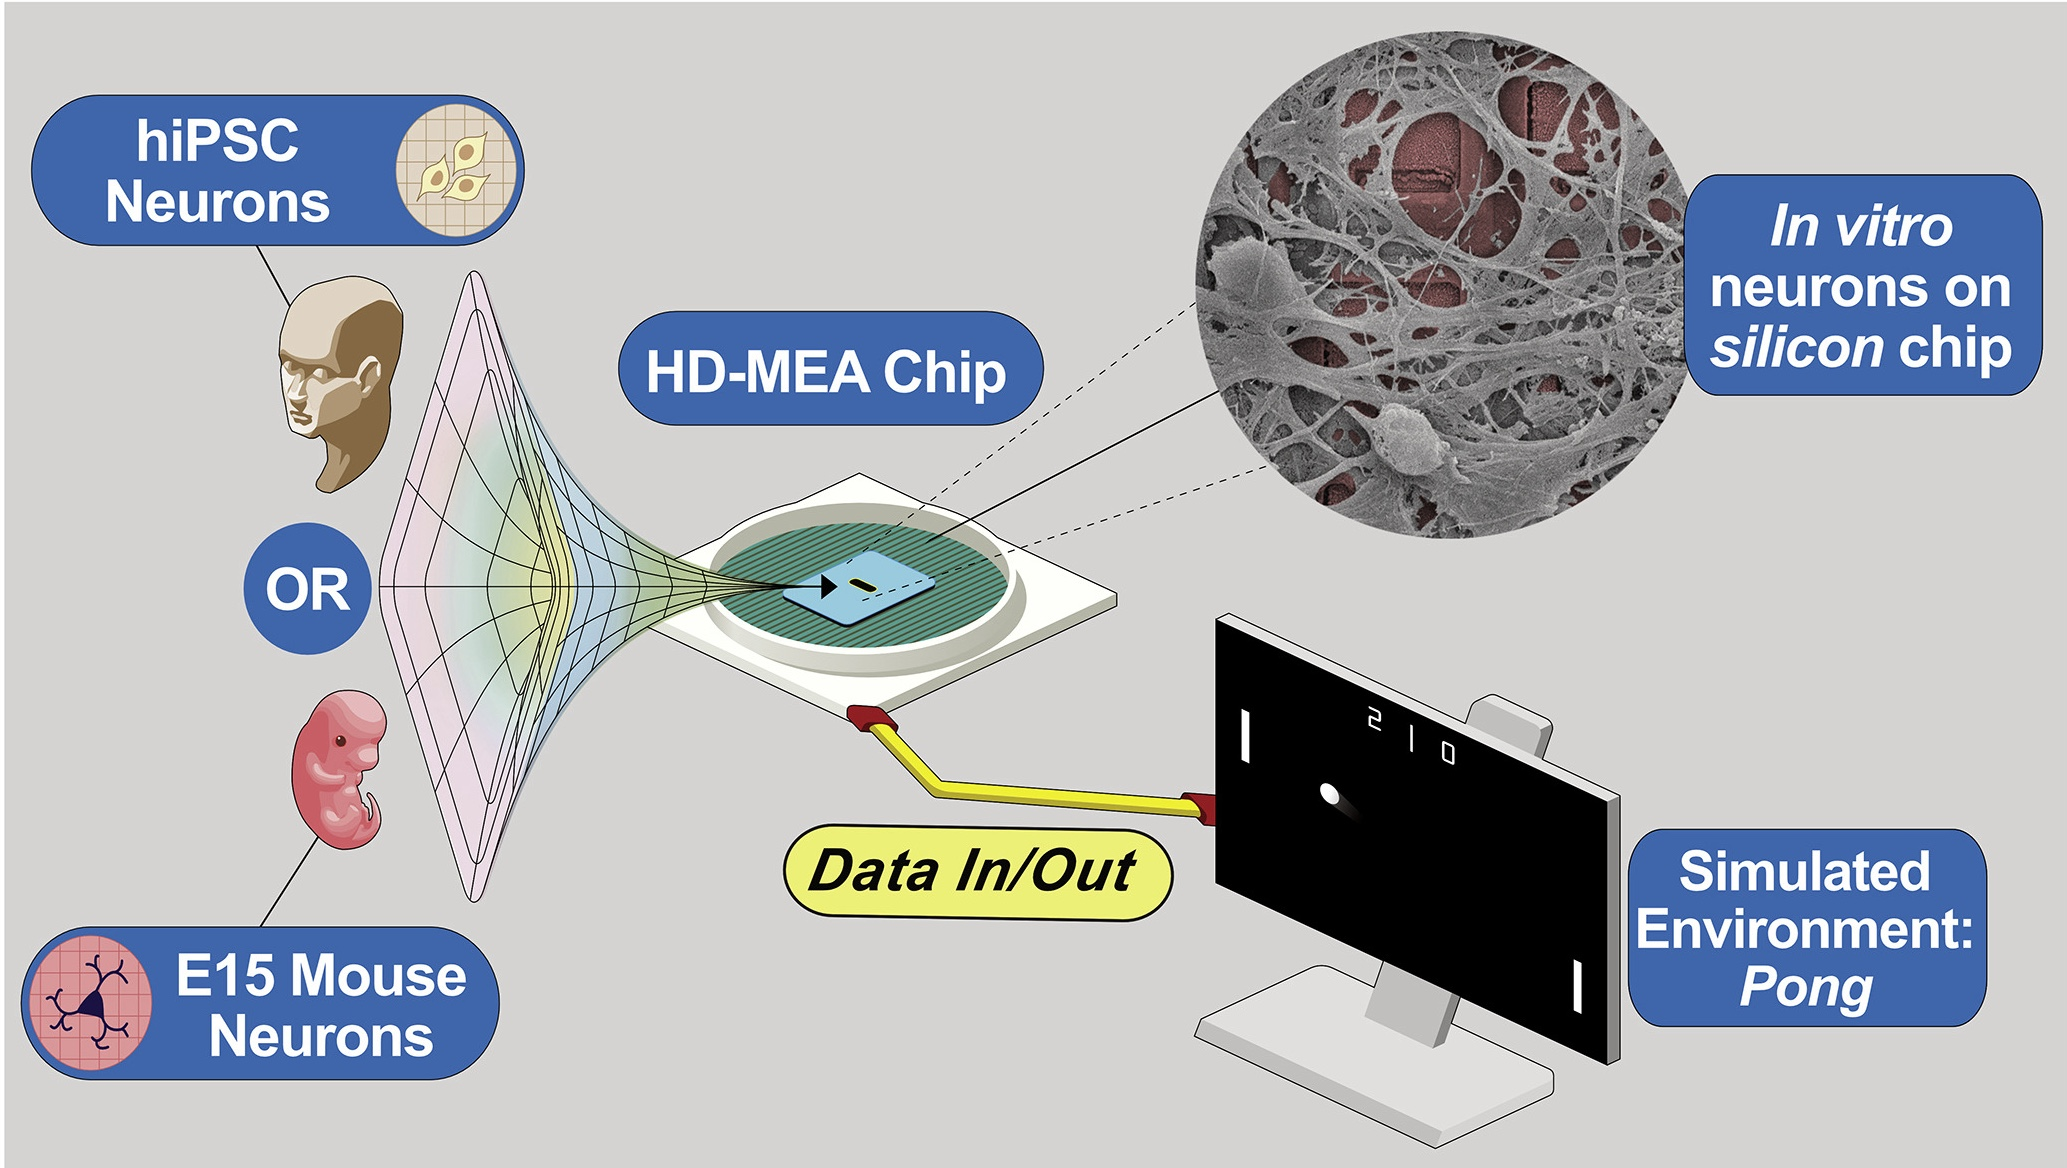 hiPSC
Neurons
HD-MEA Chip
In vitro
neurons on
silicon chip
OR
2 | 0
Data In/Out
Simulated
Environment:
Pong
E15 Mouse
Neurons